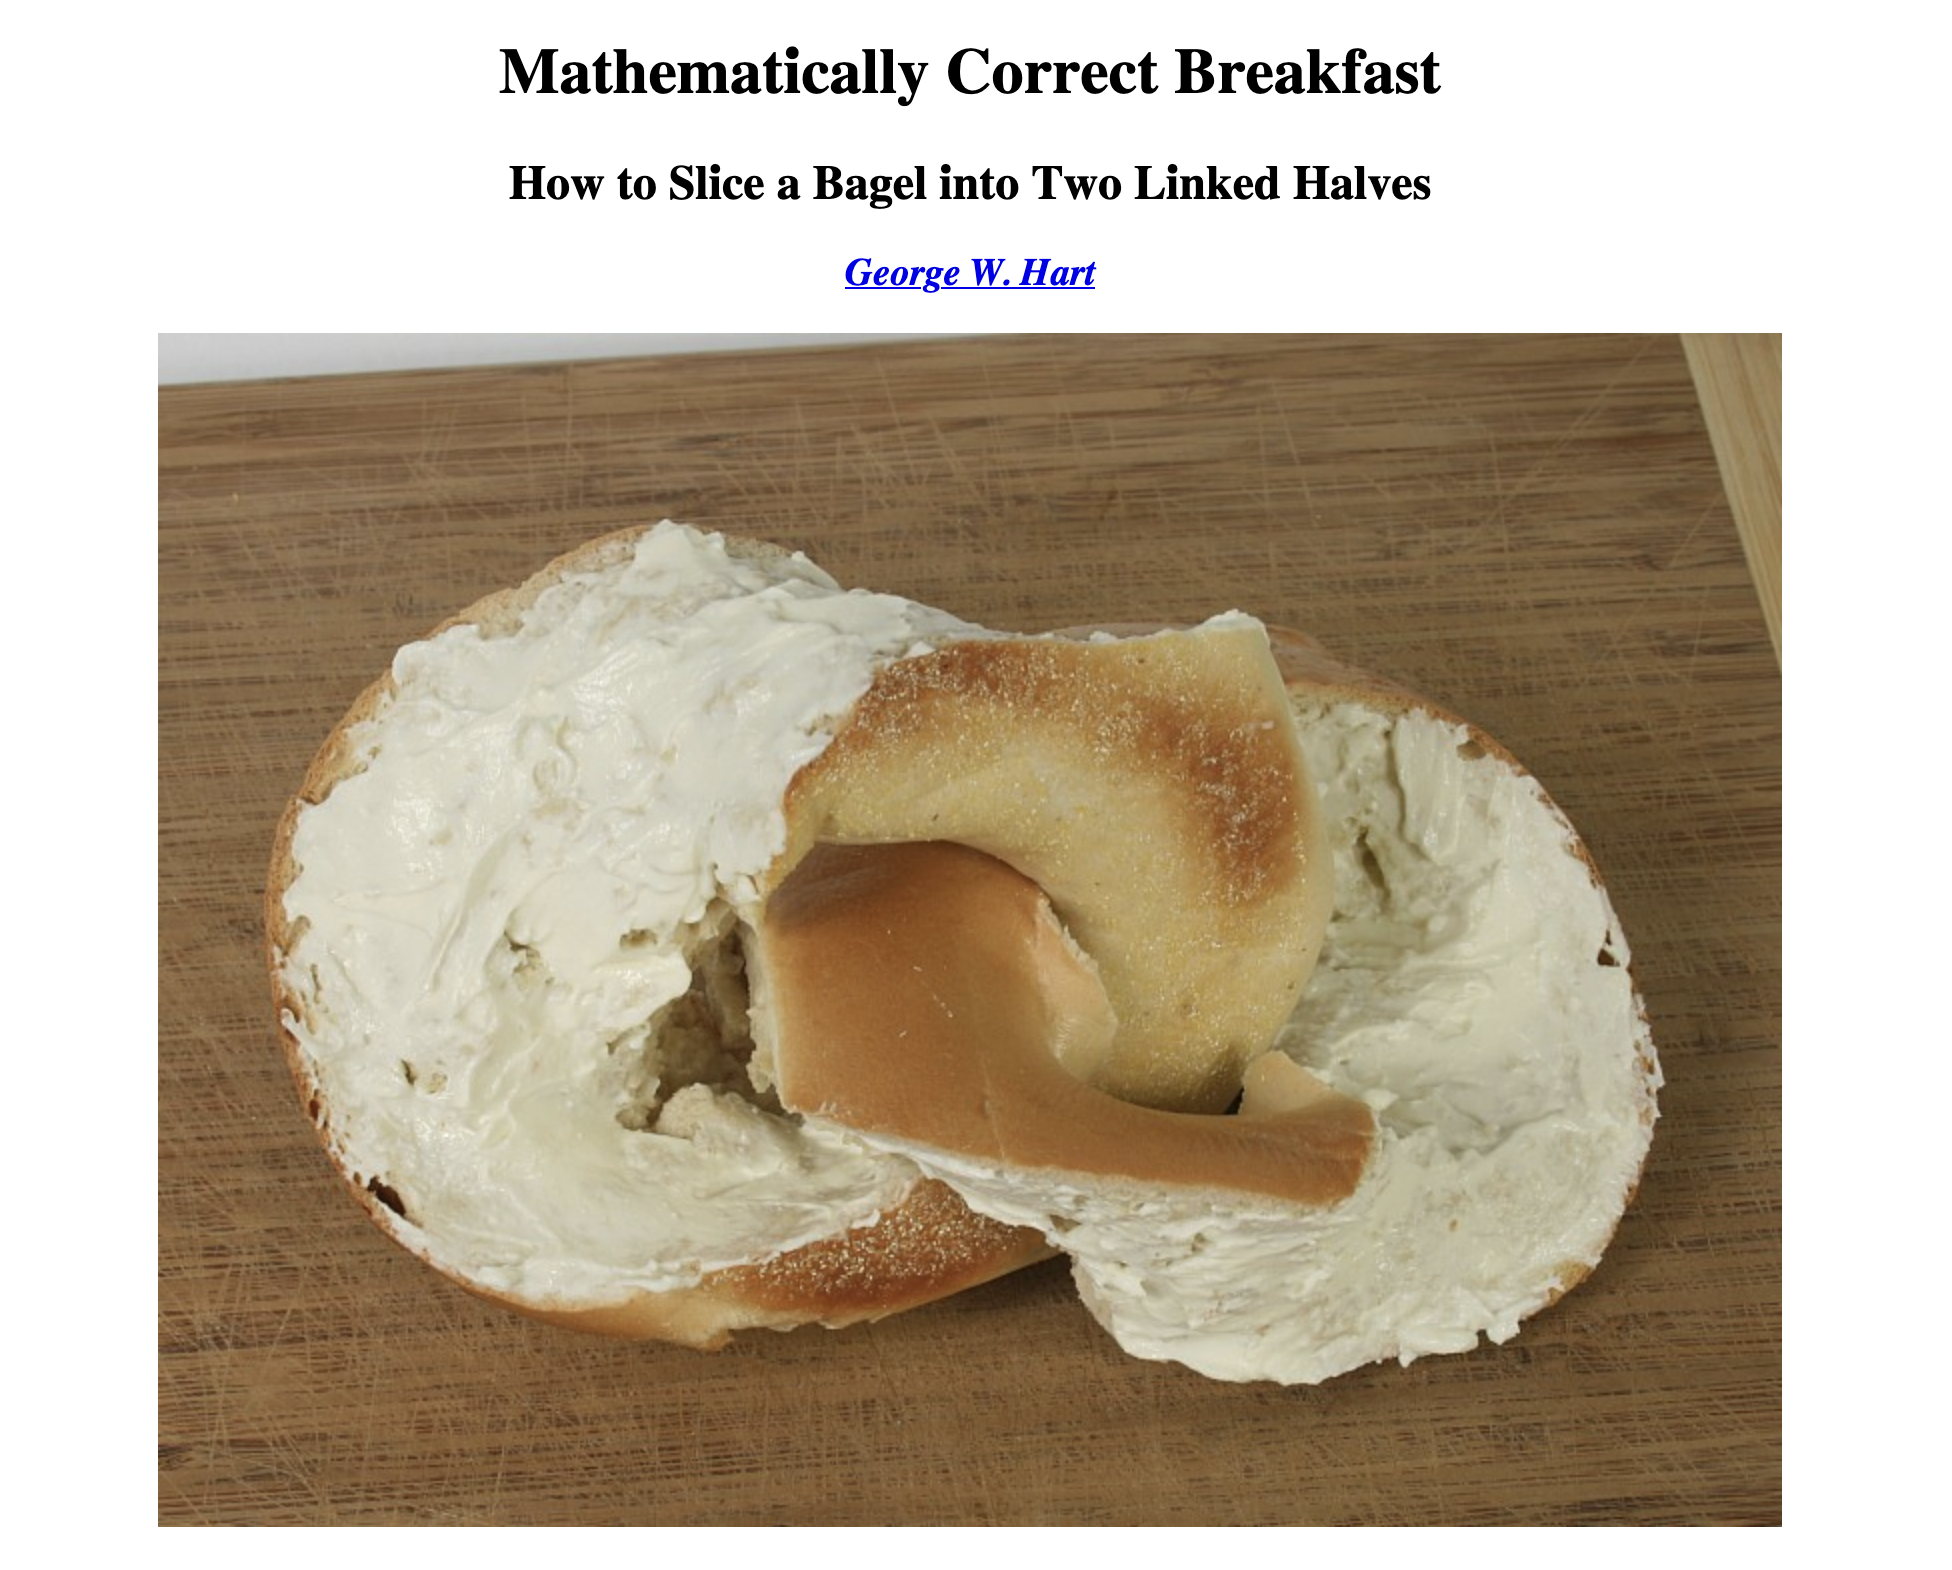 Mathematically Correct Breakfast
How to Slice a Bagel into Two Linked Halves
George W. Hart